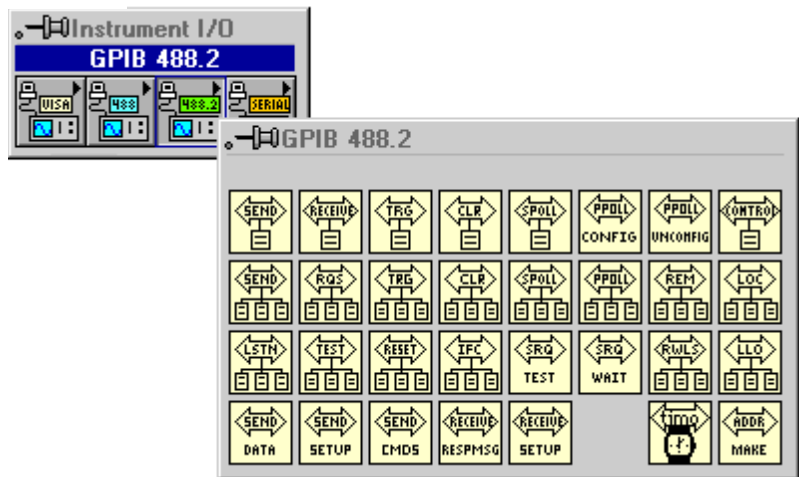 Instrument I/O
GPIB 488.2
VISA 488 488.2 SERIAL
GPIB 488.2
SEND RECEIVE TRG CLR SPOLL PPOLL PPOLL CONTROL
CONFIG UNCONFIG
SEND RQS TRG CLR SPOLL PPOLL REM LOC
LSTN TEST RESET IFC SRQ SRQ RWLS LLO
TEST WAIT
SEND SEND SEND RECEIVE RECEIVE time ADDR
DATA SETUP CMDS RESPMSG SETUP MAKE